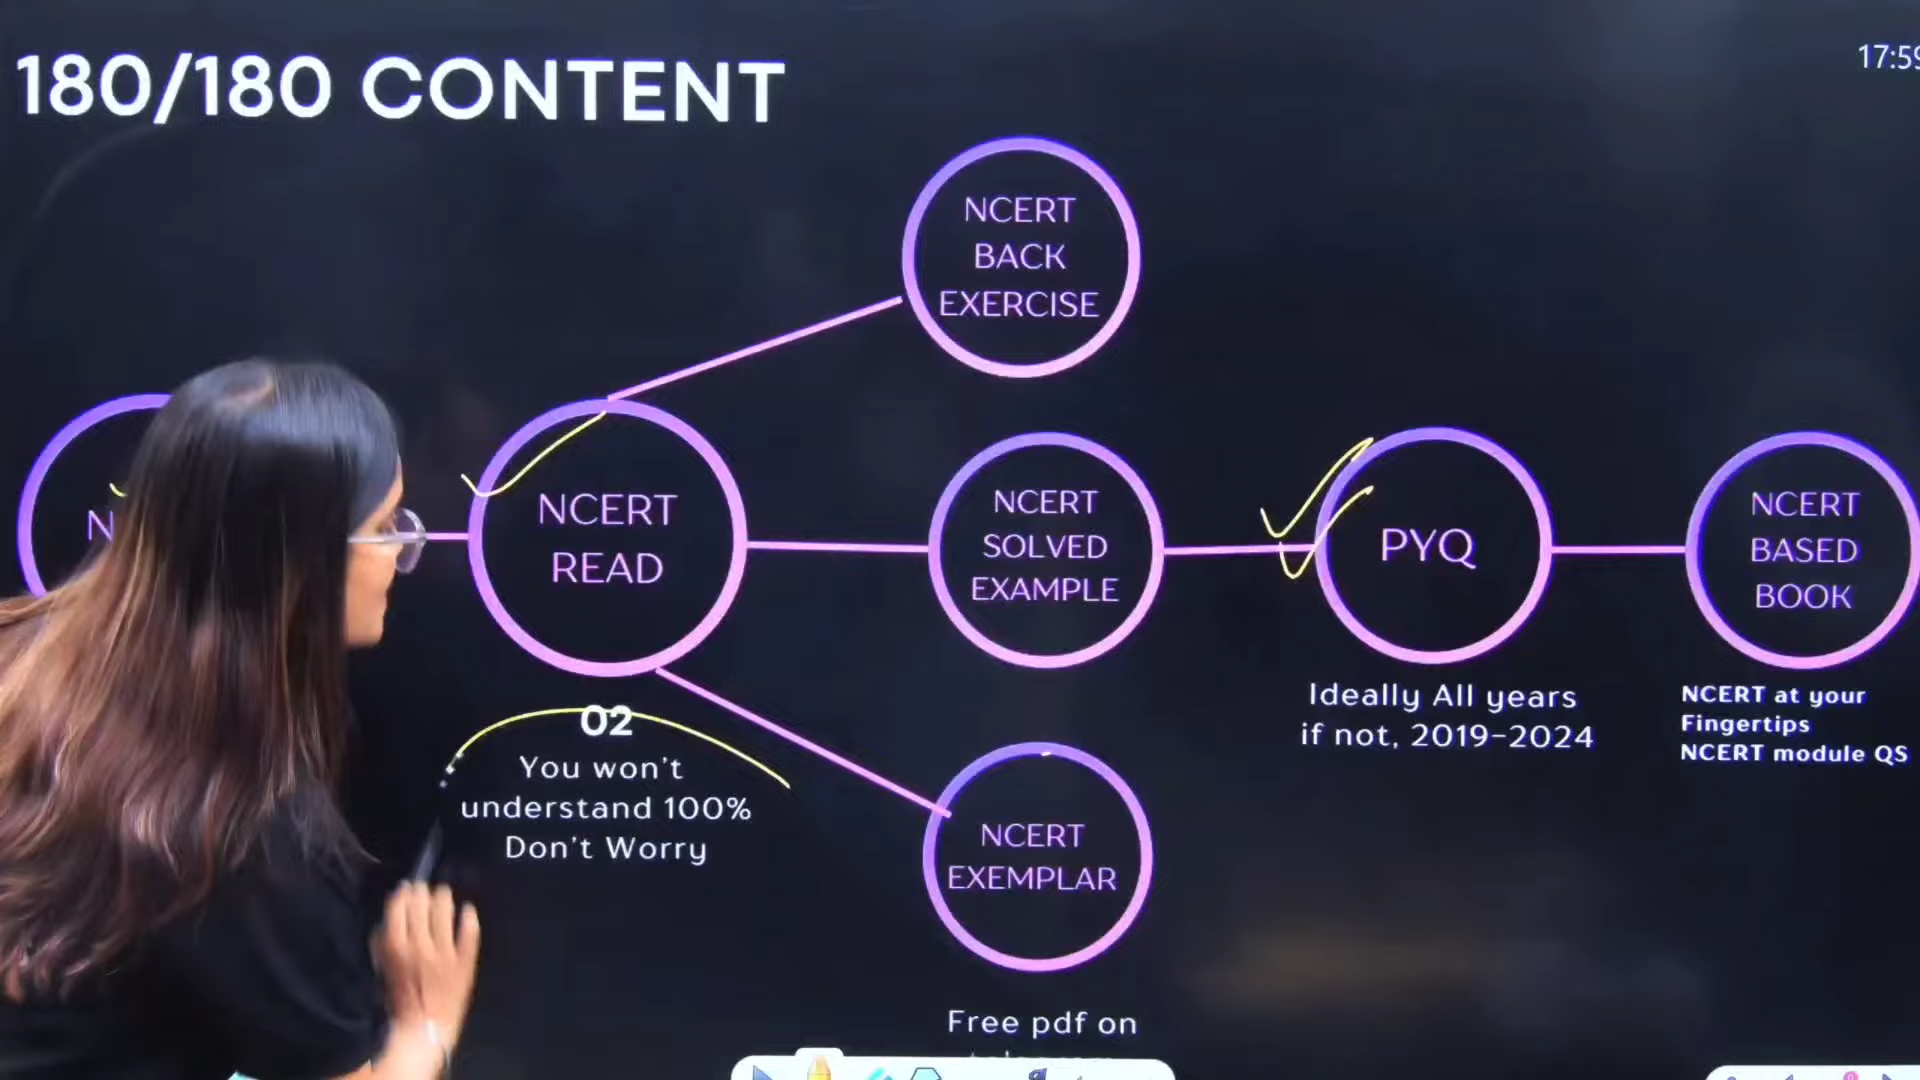 180/180 CONTENT
17:59
NCERT
BACK
EXERCISE
N
NCERT
READ
NCERT
SOLVED
EXAMPLE
PYQ
NCERT
BASED
BOOK
02
You won't
understand 100%
Don't Worry
Ideally All years
if not, 2019-2024
NCERT at your
Fingertips
NCERT module QS
NCERT
EXEMPLAR
Free pdf on